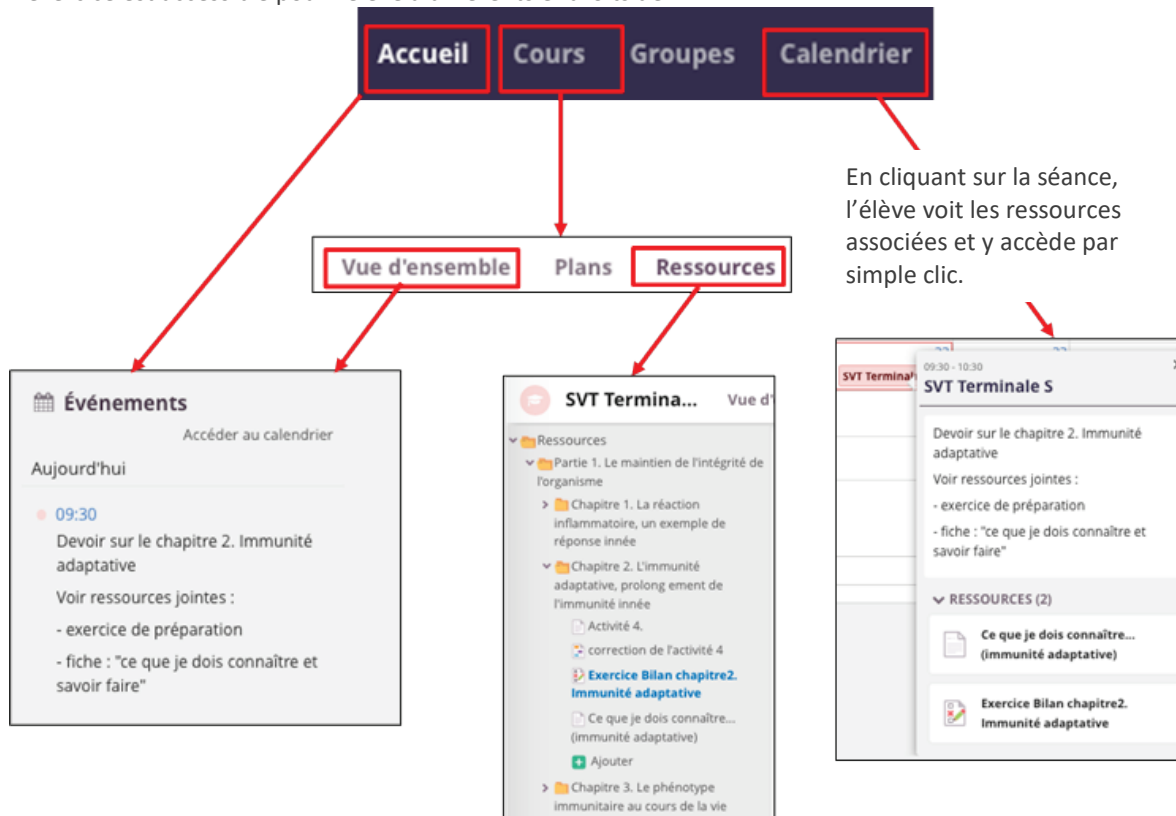 Accueil Cours Groupes Calendrier
En cliquant sur la séance,
l'élève voit les ressources
associées et y accède par
simple clic.
Vue d'ensemble Plans Ressources
Événements
Accéder au calendrier
Aujourd'hui
09:30
Devoir sur le chapitre 2. Immunité
adaptative
Voir ressources jointes :
- exercice de préparation
- fiche : "ce que je dois connaître et
savoir faire"
SVT Termina... Vue d'
Ressources
Partie 1. Le maintien de l'intégrité de
l'organisme
Chapitre 1. La réaction
inflammatoire, un exemple de
réponse innée
Chapitre 2. L'immunité
adaptative, prolong ement de
l'immunité innée
Activité 4.
correction de l'activité 4
Exercice Bilan chapitre2.
Immunité adaptative
Ce que je dois connaître...
(immunité adaptative)
Ajouter
Chapitre 3. Le phénotype
immunitaire au cours de la vie
SVT Terminal
09:30 - 10:30
SVT Terminale S
Devoir sur le chapitre 2. Immunité
adaptative
Voir ressources jointes :
- exercice de préparation
- fiche : "ce que je dois connaître et
savoir faire"
RESSOURCES (2)
Ce que je dois connaître...
(immunité adaptative)
Exercice Bilan chapitre2.
Immunité adaptative